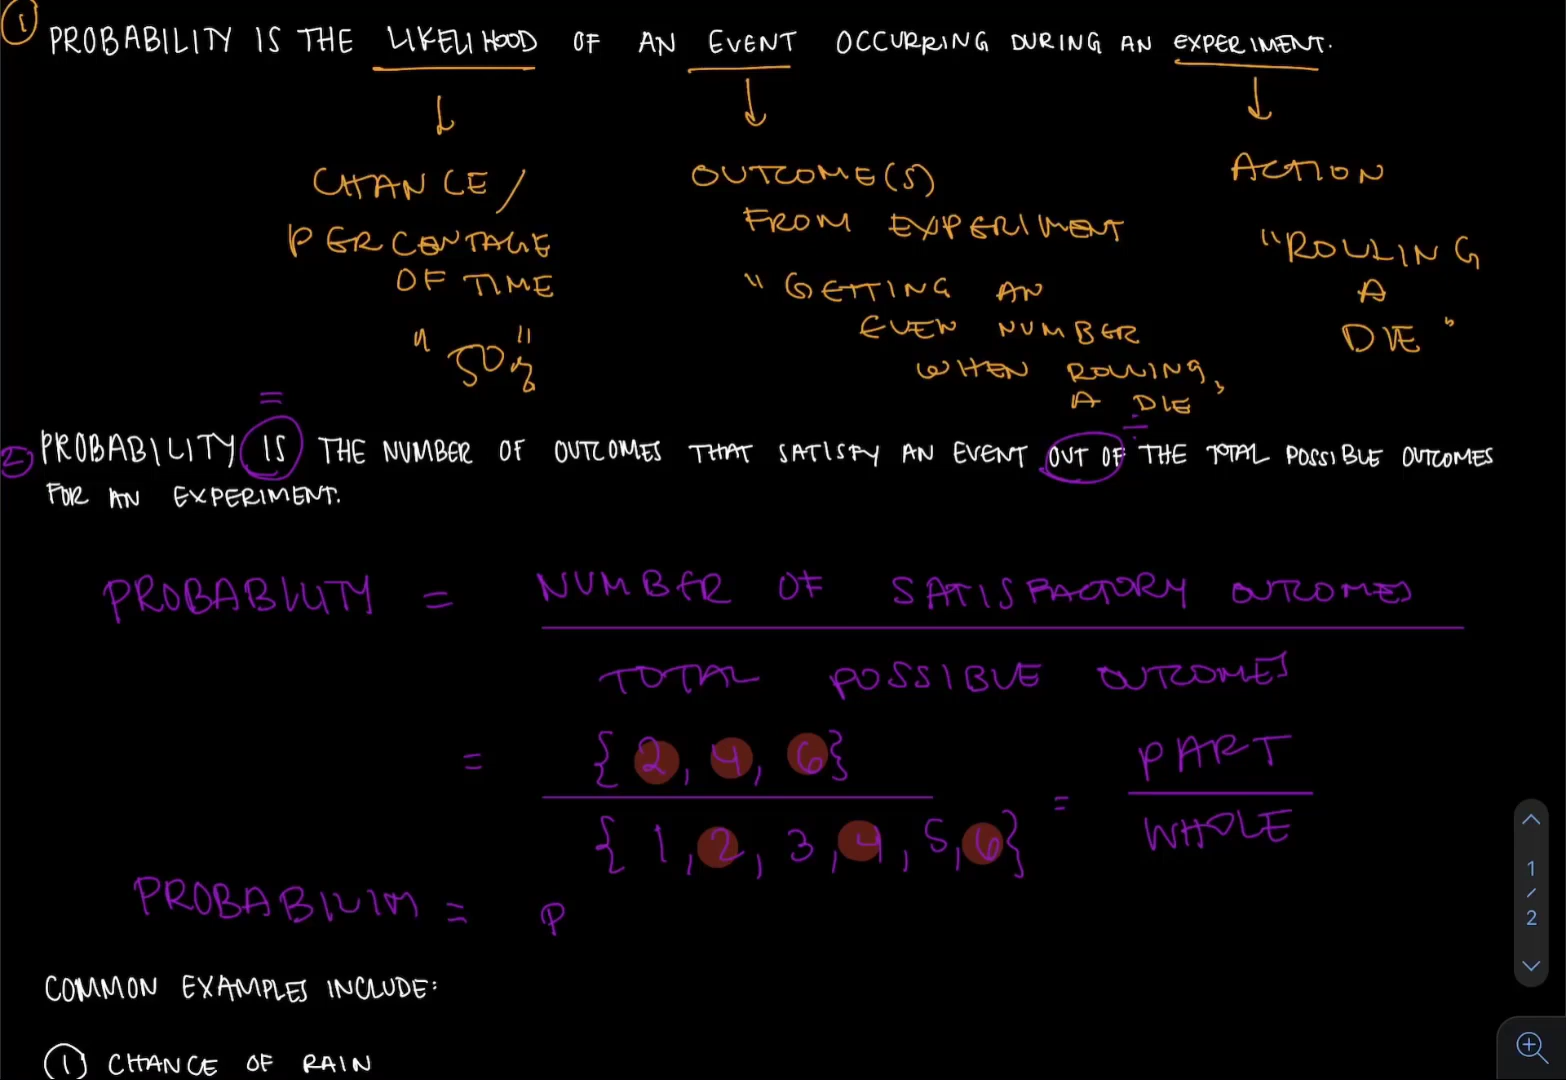 ① PROBABILITY IS THE LIKELIHOOD OF AN EVENT OCCURRING DURING AN EXPERIMENT.
CHANCE /
PERCENTAGE
OF TIME
"50%"
OUTCOME(S)
FROM EXPERIMENT
"GETTING AN
EVEN NUMBER
WHEN ROLLING
A DIE"
ACTION
"ROLLING
A
DIE"
=
÷
2 PROBABILITY IS THE NUMBER OF OUTCOMES THAT SATISFY AN EVENT OUT OF THE TOTAL POSSIBLE OUTCOMES
FOR AN EXPERIMENT.
PROBABILITY = NUMBER OF SATISFACTORY OUTCOMES
TOTAL POSSIBLE OUTCOMES
= {2, 4, 6}
{1, 2, 3, 4, 5, 6}
= PART
WHOLE
PROBABILITY = P
COMMON EXAMPLES INCLUDE:
① CHANCE OF RAIN
1
/
2